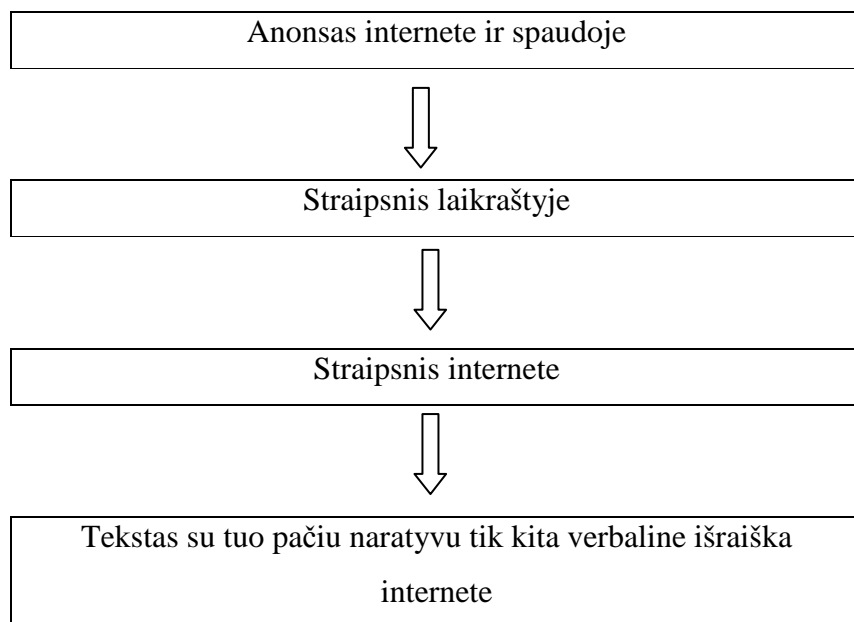 Anonsas internete ir spaudoje
Straipsnis laikraštyje
Straipsnis internete
Tekstas su tuo pačiu naratyvu tik kita verbaline išraiška
internete